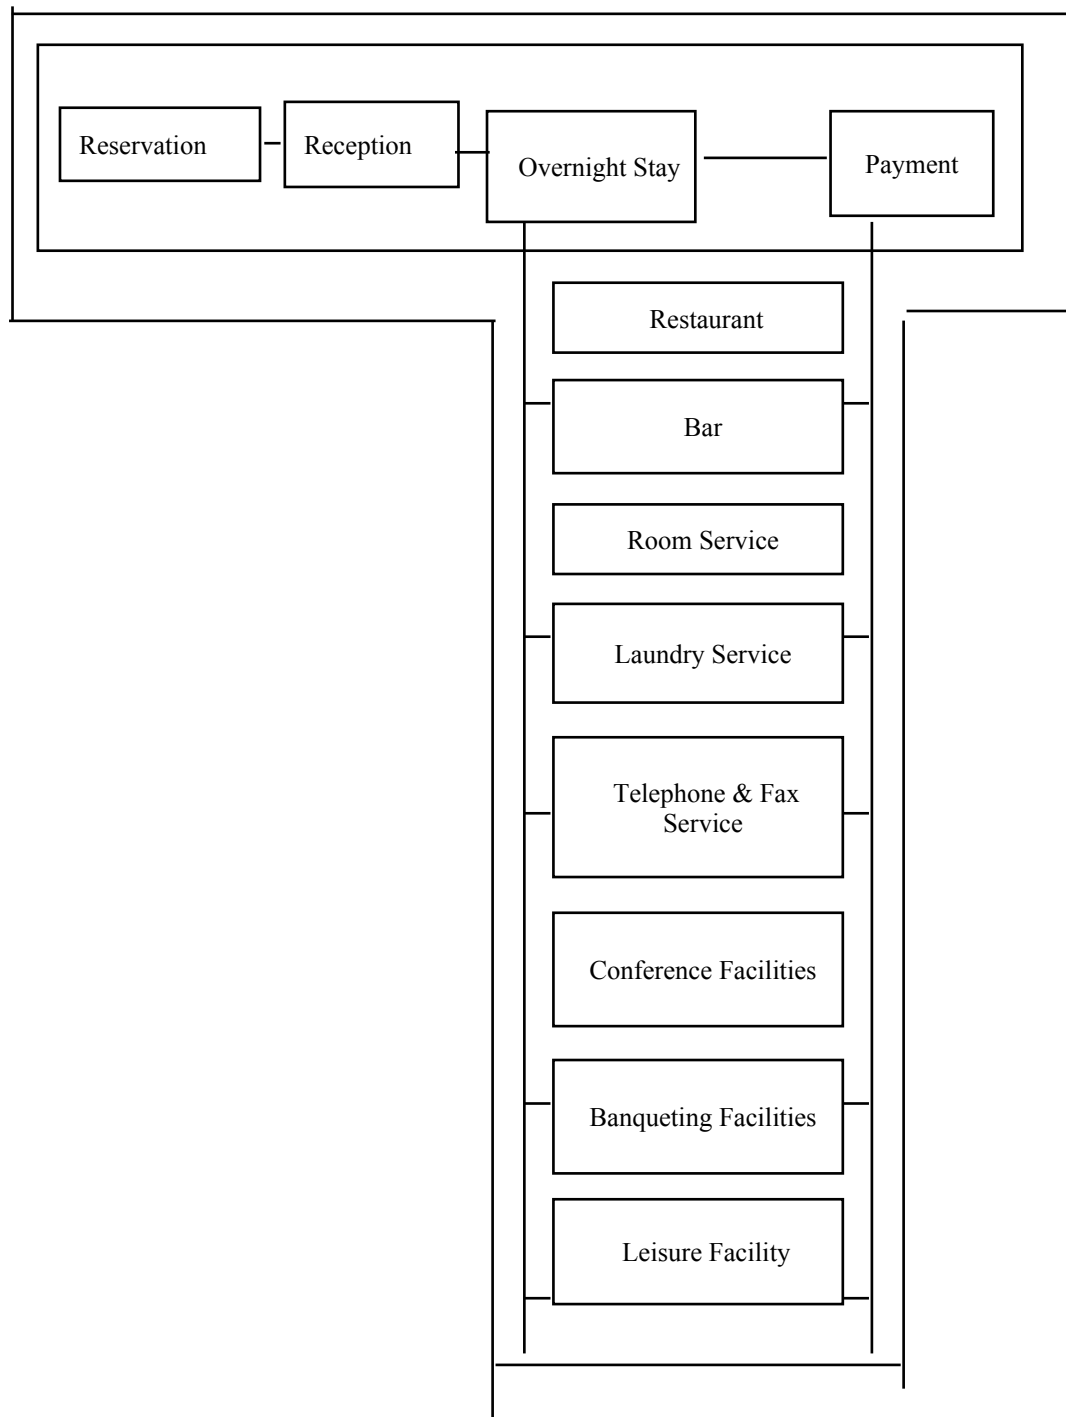 Reservation
Reception
Overnight Stay
Payment
Restaurant
Bar
Room Service
Laundry Service
Telephone & Fax
Service
Conference Facilities
Banqueting Facilities
Leisure Facility